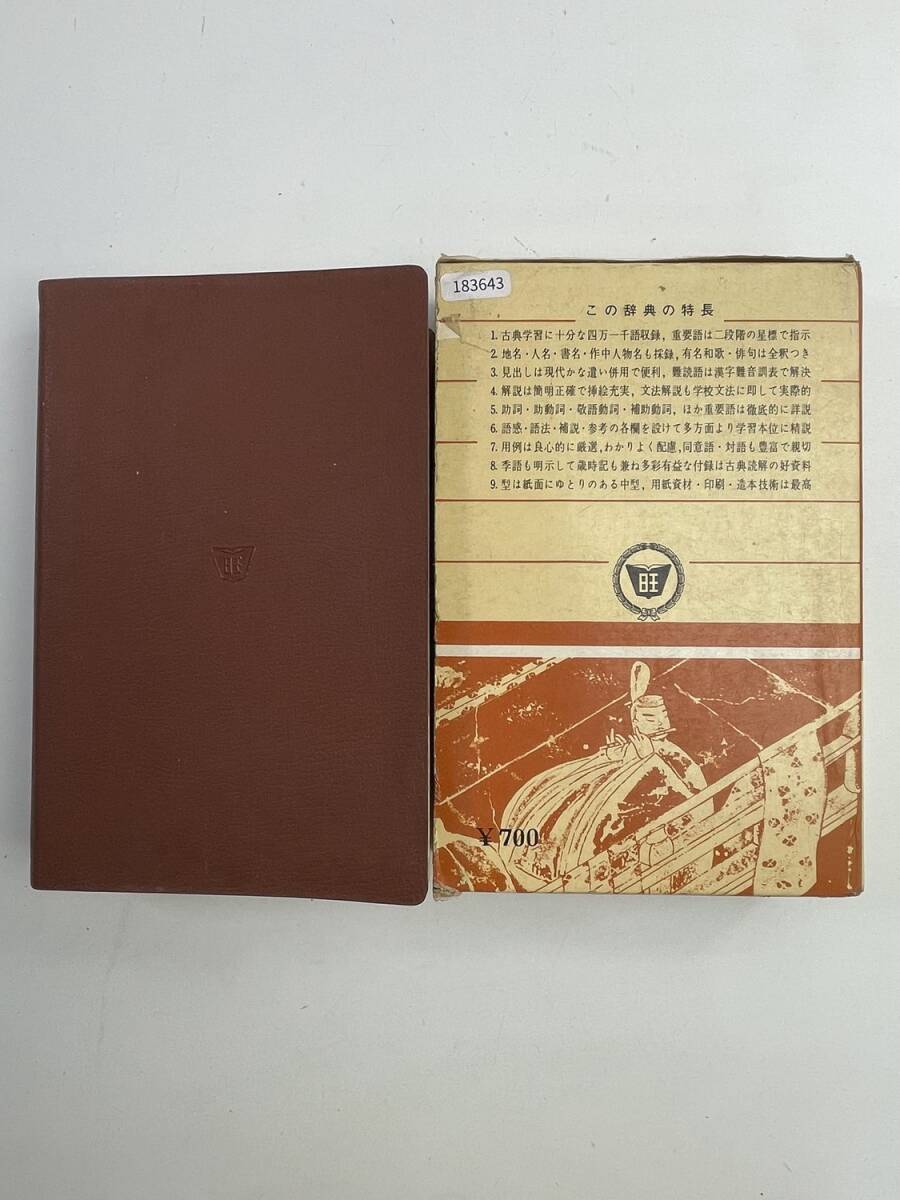 183643
この辞典の特長
1. 古典学習に十分な四万一千語収録，重要語は二段階の星標で指示
2. 地名・人名・書名・作中人物名も採録，有名和歌・俳句は全釈つき
3. 見出しは現代かな遣い併用で便利，難読語は漢字難音調表で解決
4. 解説は簡明正確で挿絵充実，文法解説も学校文法に即して実際的
5. 助詞・助動詞・敬語動詞・補助動詞，ほか重要語は徹底的に詳説
6. 語感・語法・補説・参考の各欄を設けて多方面より学習本位に精説
7. 用例は良心的に厳選，わかりよく配慮，同意語・対語も豊富で親切
8. 季語も明示して歳時記も兼ね多彩有益な付録は古典読解の好資料
9. 型は紙面にゆとりのある中型，用紙資材・印刷・造本技術は最高
旺
旺
¥700